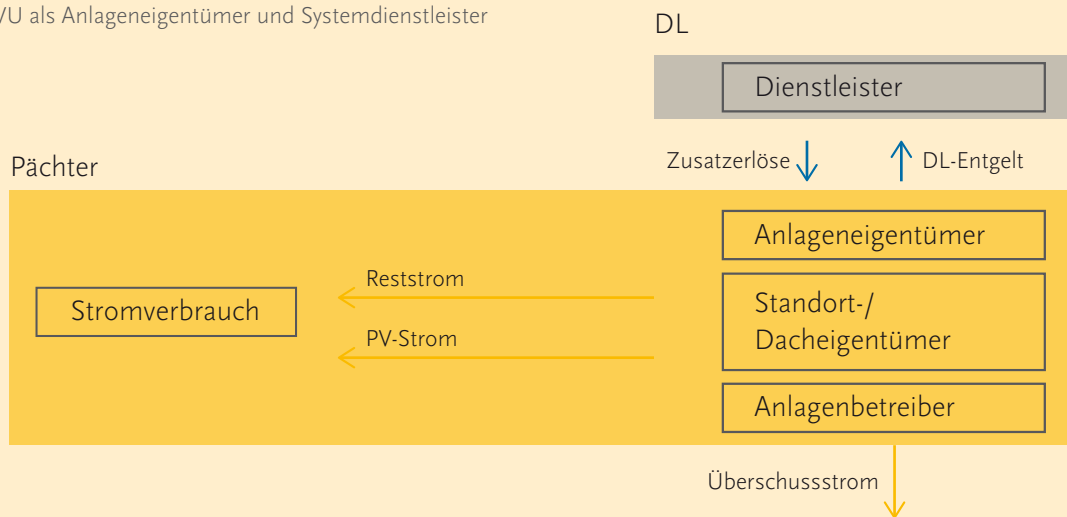 VU als Anlageneigentümer und Systemdienstleister
DL
Dienstleister
Zusatzerlöse
DL-Entgelt
Pächter
Anlageneigentümer
Reststrom
Stromverbrauch
Standort-/
Dacheigentümer
PV-Strom
Anlagenbetreiber
Überschussstrom